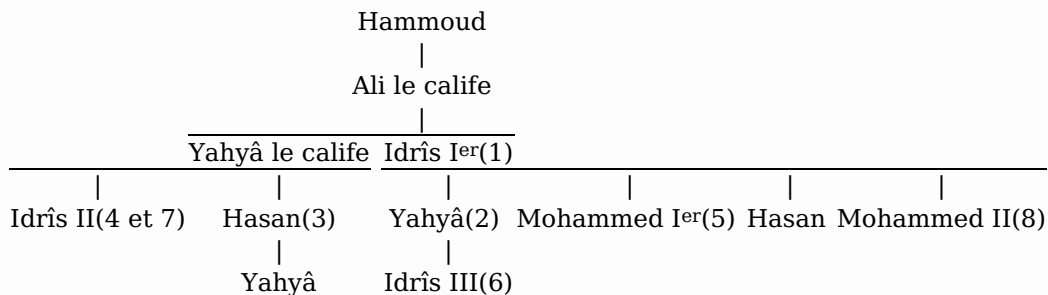 Hammoud
|
Ali le calife
|
Yahyâ le calife Idrîs Ier(1)
| | | | | |
Idrîs II(4 et 7) Hasan(3) Yahyâ(2) Mohammed Ier(5) Hasan Mohammed II(8)
| |
Yahyâ Idrîs III(6)